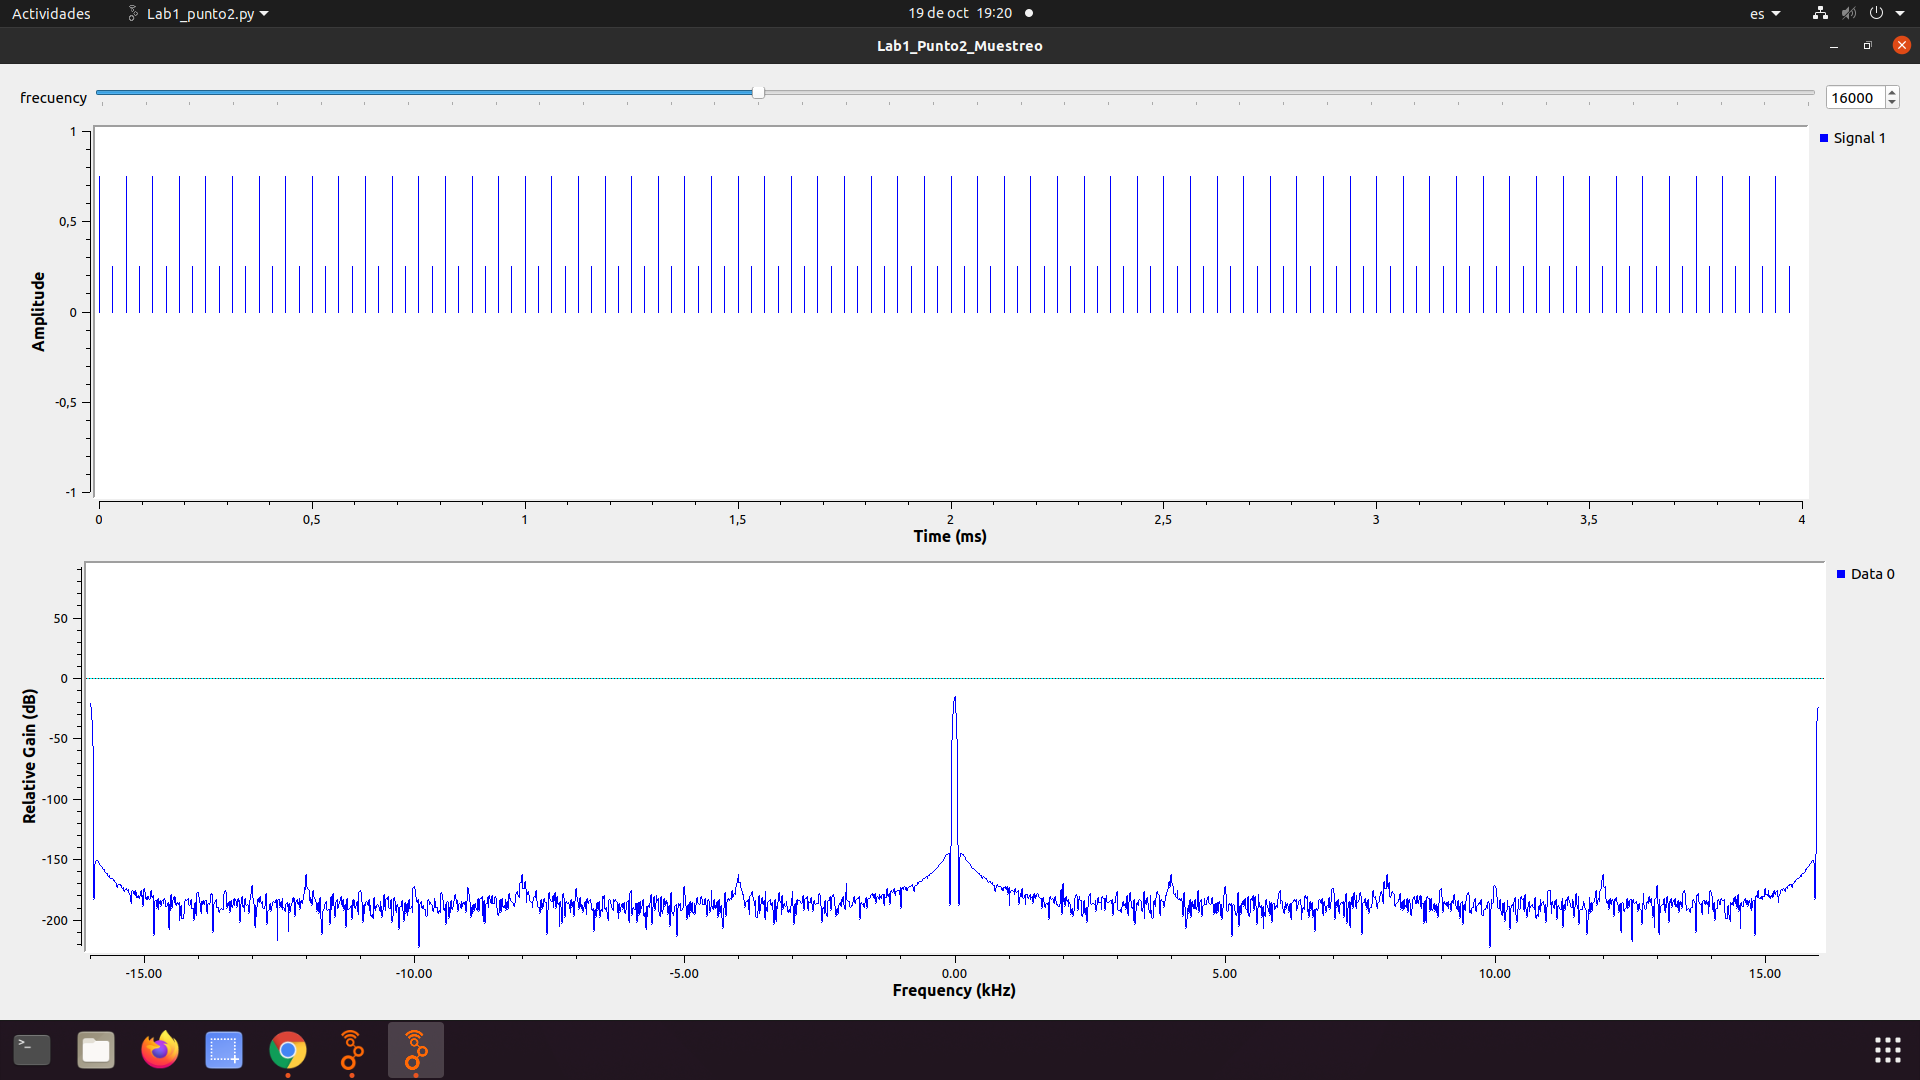 Actividades Lab1_punto2.py 19 de oct 19:20 es
Lab1_Punto2_Muestreo
frecuency 16000
Signal 1
1
0,5
0
-0,5
-1
Amplitude
0 0,5 1 1,5 2 2,5 3 3,5 4
Time (ms)
Data 0
50
0
-50
-100
-150
-200
Relative Gain (dB)
-15.00 -10.00 -5.00 0.00 5.00 10.00 15.00
Frequency (kHz)
>_